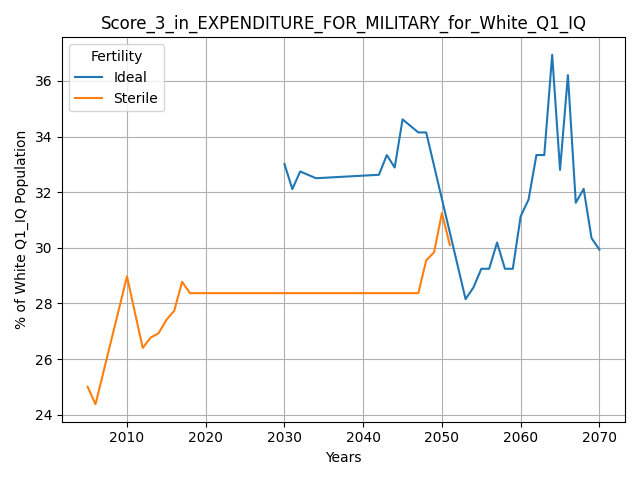 Score_3_in_EXPENDITURE_FOR_MILITARY_for_White_Q1_IQ
Fertility
Ideal
Sterile
% of White Q1_IQ Population
36
34
32
30
28
26
24
2010 2020 2030 2040 2050 2060 2070
Years